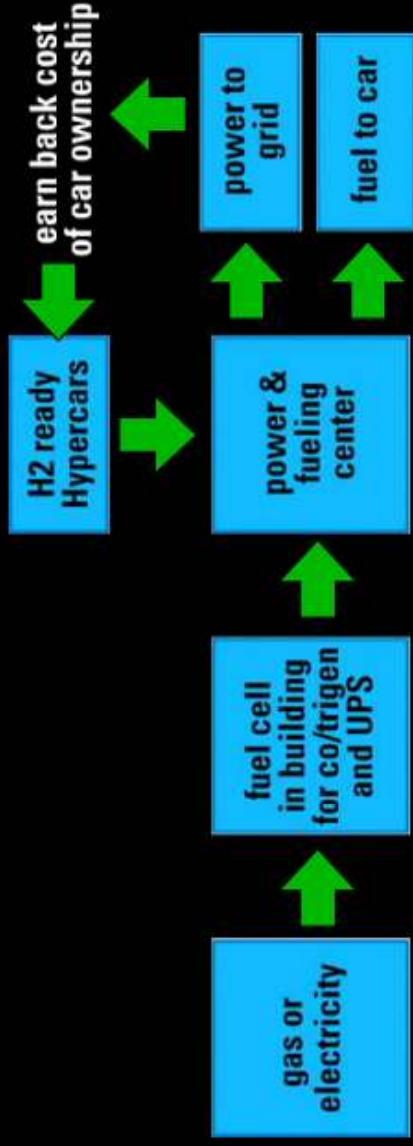 gas or
electricity
fuel cell
in building
for co/trigen
and UPS
H2 ready
Hypercars
power &
fueling
center
earn back cost
of car ownership
power to
grid
fuel to car